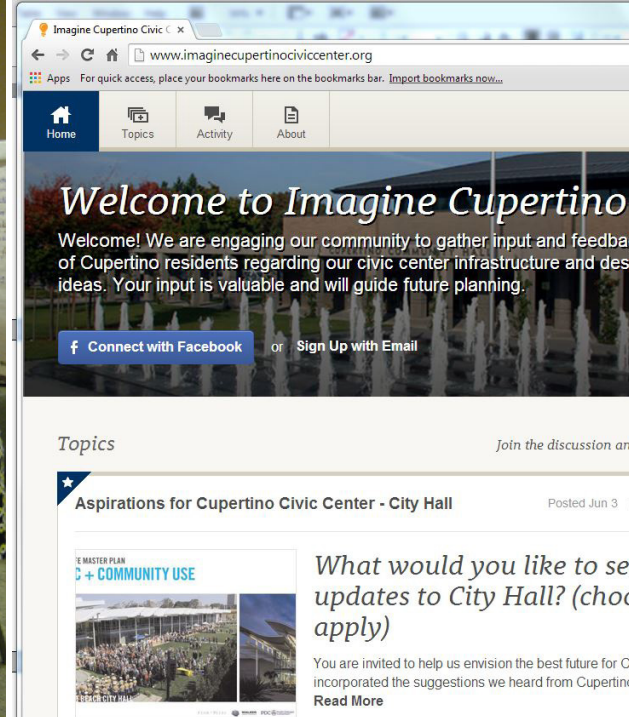 Imagine Cupertino Civic C
www.imaginecupertinociviccenter.org
Apps For quick access, place your bookmarks here on the bookmarks bar. Import bookmarks now...
Home Topics Activity About
Welcome to Imagine Cupertino
Welcome! We are engaging our community to gather input and feedba
of Cupertino residents regarding our civic center infrastructure and des
ideas. Your input is valuable and will guide future planning.
Connect with Facebook or Sign Up with Email
Topics Join the discussion an
Aspirations for Cupertino Civic Center - City Hall Posted Jun 3
E MASTER PLAN
C + COMMUNITY USE
BEACH CITY HALL
What would you like to se
updates to City Hall? (choo
apply)
You are invited to help us envision the best future for C
incorporated the suggestions we heard from Cupertino
Read More